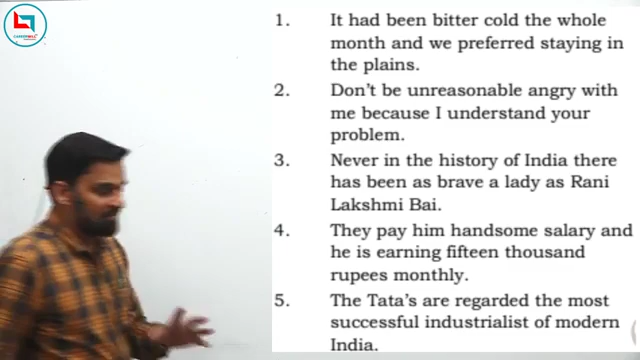 1. It had been bitter cold the whole
month and we preferred staying in
the plains.
2. Don't be unreasonable angry with
me because I understand your
problem.
3. Never in the history of India there
has been as brave a lady as Rani
Lakshmi Bai.
4. They pay him handsome salary and
he is earning fifteen thousand
rupees monthly.
5. The Tata's are regarded the most
successful industrialist of modern
India.